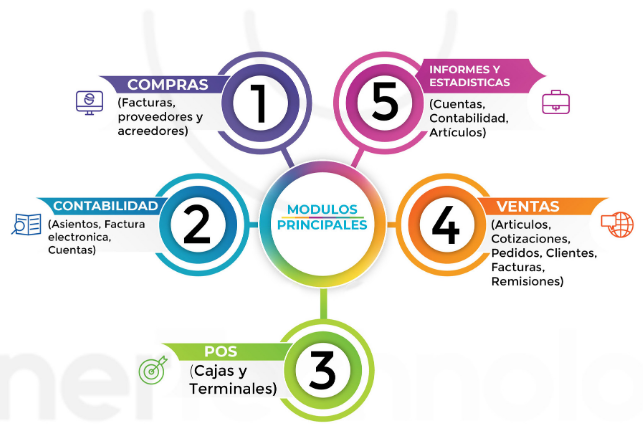 MODULOS
PRINCIPALES
1
COMPRAS
(Facturas,
proveedores y
acreedores)
2
CONTABILIDAD
(Asientos, Factura
electronica,
Cuentas)
3
POS
(Cajas y
Terminales)
4
VENTAS
(Articulos,
Cotizaciones,
Pedidos, Clientes,
Facturas,
Remisiones)
5
INFORMES Y
ESTADISTICAS
(Cuentas,
Contabilidad,
Artículos)